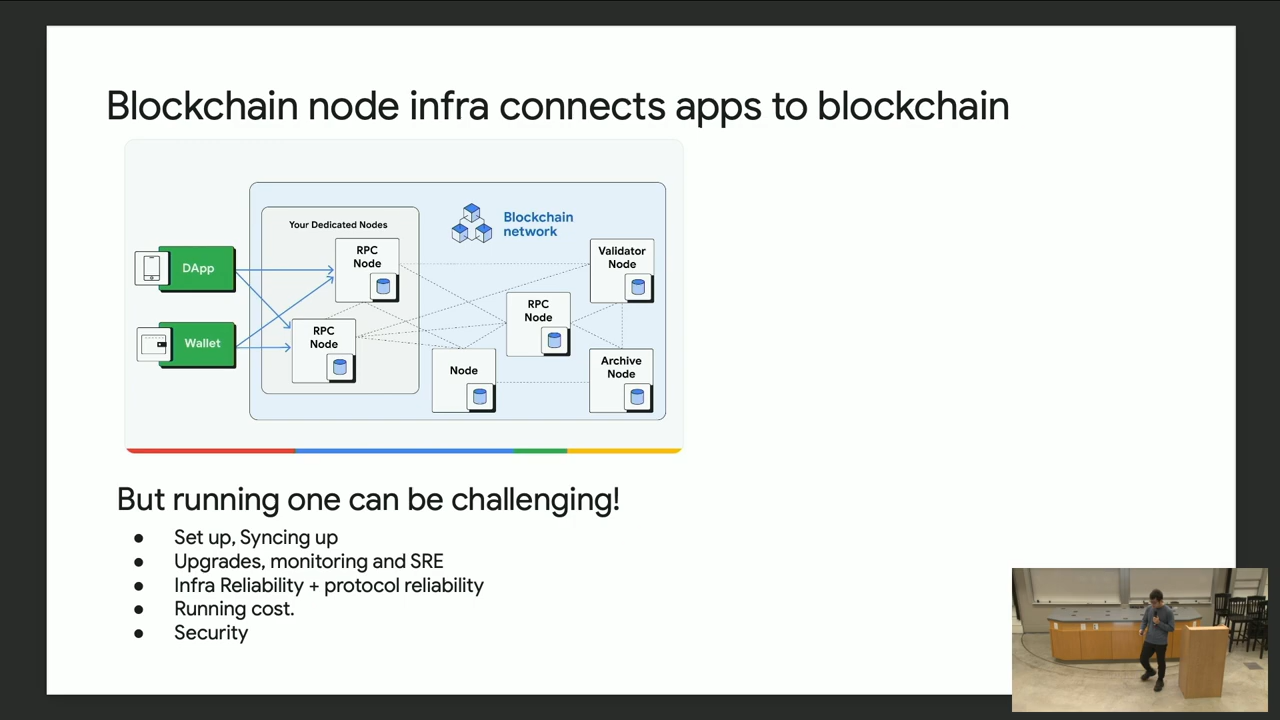 Blockchain node infra connects apps to blockchain
Your Dedicated Nodes
Blockchain
network
RPC
Node
Validator
Node
DApp
RPC
Node
RPC
Node
Wallet
Node
Archive
Node
But running one can be challenging!
● Set up, Syncing up
● Upgrades, monitoring and SRE
● Infra Reliability + protocol reliability
● Running cost.
● Security